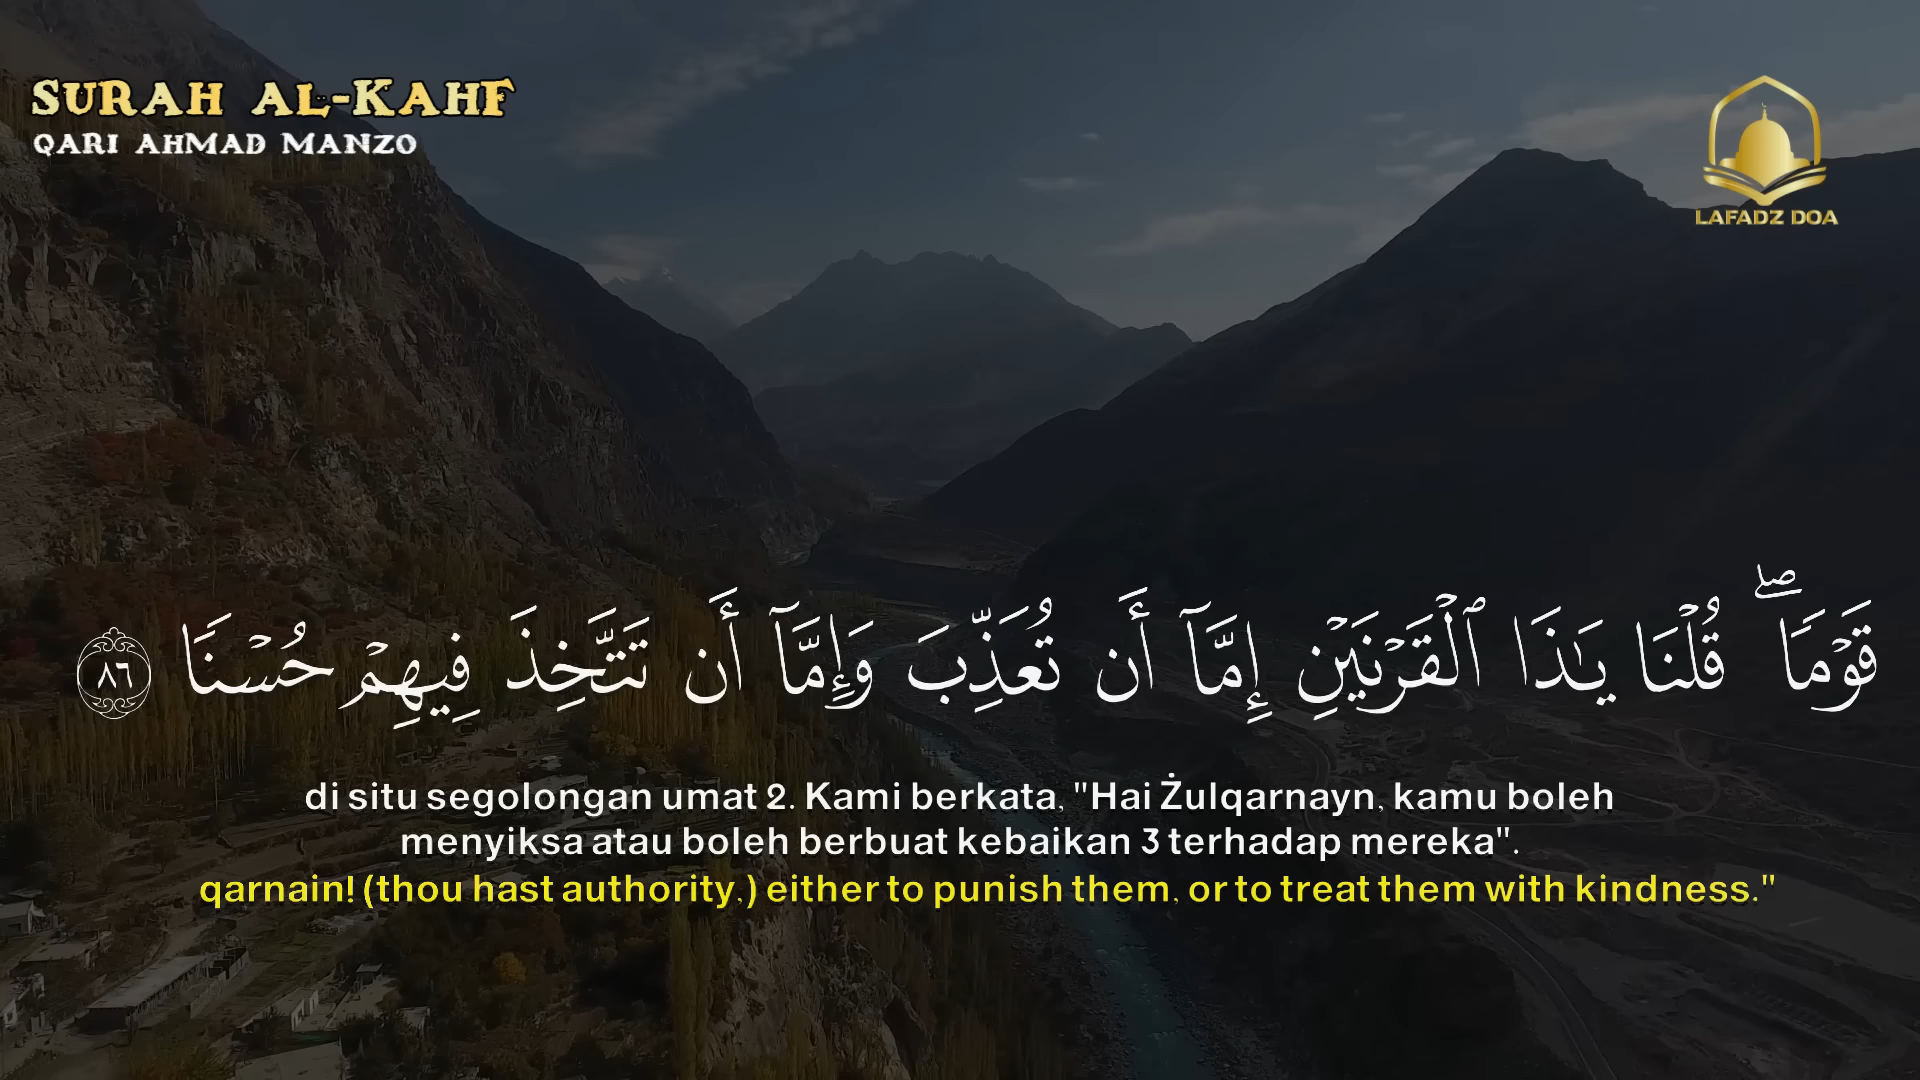 SURAH AL-KAHF
QARI AHMAD MANZO
LAFADZ DOA
قَوۡمٗاۖ قُلۡنَا يَٰذَا ٱلۡقَرۡنَيۡنِ إِمَّآ أَن تُعَذِّبَ وَإِمَّآ أَن تَتَّخِذَ فِيهِمۡ حُسۡنٗا ٨٦
di situ segolongan umat 2. Kami berkata, "Hai Żulqarnayn, kamu boleh
menyiksa atau boleh berbuat kebaikan 3 terhadap mereka".
qarnain! (thou hast authority,) either to punish them, or to treat them with kindness."